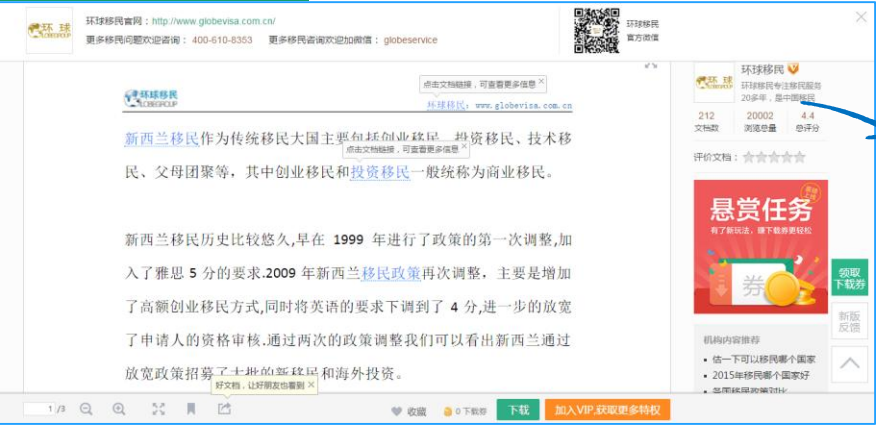 环球
GLOBEGROUP
环球移民官网：http://www.globevisa.com.cn/
更多移民问题欢迎咨询：400-610-8353 更多移民咨询欢迎加微信：globeservice
环球移民
官方微信
环球移民
GLOBEGROUP
点击文档链接，可查看更多信息
环球移民：www.globevisa.com.cn
新西兰移民作为传统移民大国主要包括创业移民、投资移民、技术移
点击文档链接，可查看更多信息
民、父母团聚等，其中创业移民和投资移民一般统称为商业移民。
新西兰移民历史比较悠久,早在 1999 年进行了政策的第一次调整,加
入了雅思 5 分的要求.2009 年新西兰移民政策再次调整，主要是增加
了高额创业移民方式,同时将英语的要求下调到了 4 分,进一步的放宽
了申请人的资格审核.通过两次的政策调整我们可以看出新西兰通过
放宽政策招募了大批的新移民和海外投资。
好文档，让好朋友也看到
1 /3
收藏
0下载券
下载
加入VIP,获取更多特权
环球
GLOBEGROUP
环球移民
环球移民专注移民服务
20多年，是中国移民
212 20002 4.4
文档数 浏览总量 总评分
评价文档：
悬赏任务
有了新玩法，赚下载券更轻松
券
机构内容推荐
估一下可以移民哪个国家
2015年移民哪个国家好
各国移民政策对比
领取
下载券
新版
反馈